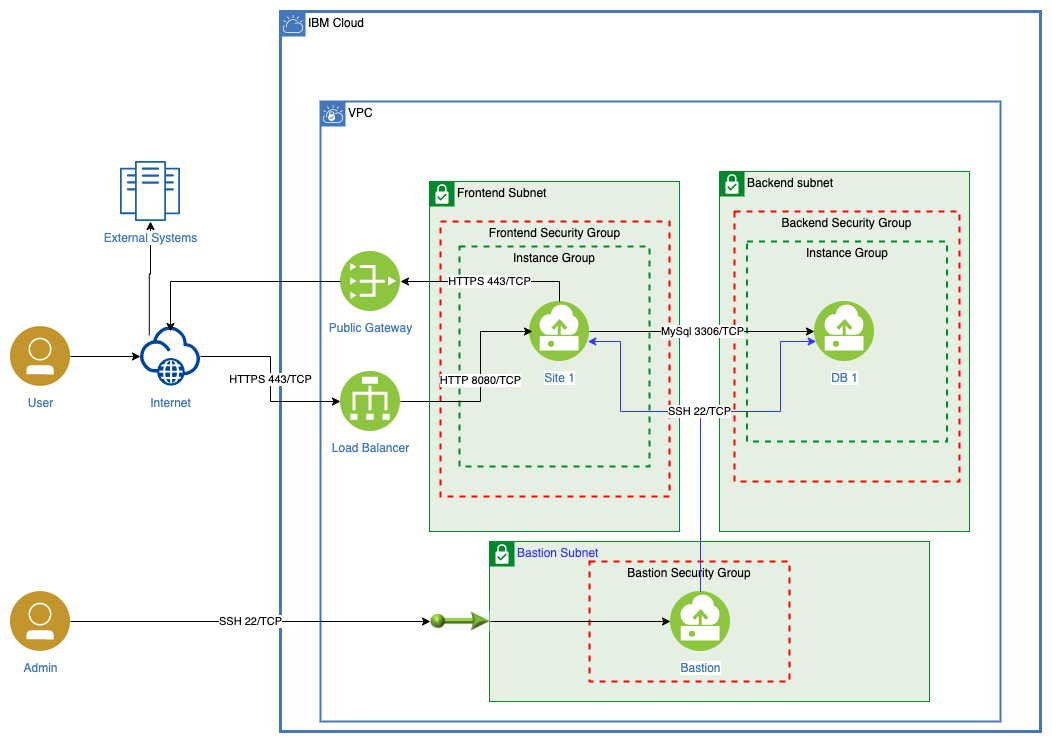 IBM Cloud
VPC
External Systems
Frontend Subnet
Backend subnet
Frontend Security Group
Backend Security Group
Instance Group
Instance Group
HTTPS 443/TCP
Public Gateway
MySql 3306/TCP
User
Internet
HTTPS 443/TCP
HTTP 8080/TCP
Site 1
DB 1
Load Balancer
SSH 22/TCP
Bastion Subnet
Bastion Security Group
SSH 22/TCP
Admin
Bastion